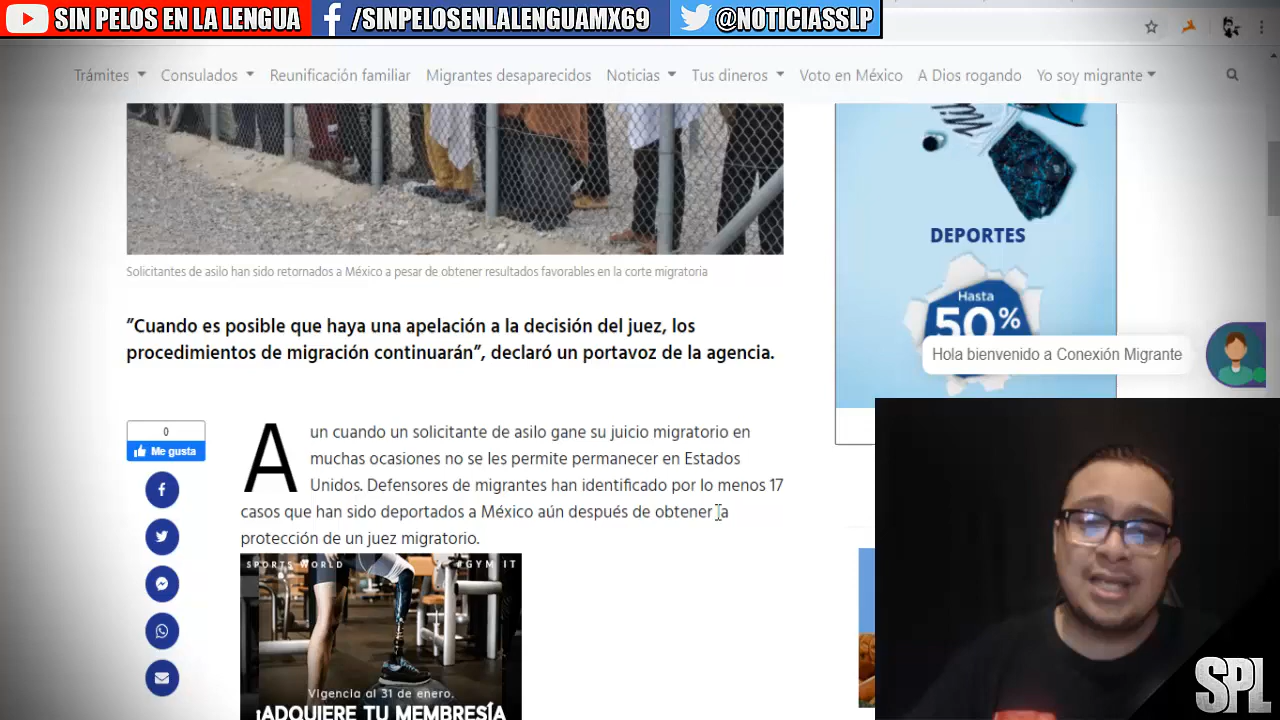 SIN PELOS EN LA LENGUA
/SINPELOSENLALENGUAMX69
@NOTICIASSLP
Trámites Consulados Reunificación familiar Migrantes desaparecidos Noticias Tus dineros Voto en México A Dios rogando Yo soy migrante
Solicitantes de asilo han sido retornados a México a pesar de obtener resultados favorables en la corte migratoria
"Cuando es posible que haya una apelación a la decisión del juez, los
procedimientos de migración continuarán", declaró un portavoz de la agencia.
0
Me gusta
Aun cuando un solicitante de asilo gane su juicio migratorio en
muchas ocasiones no se les permite permanecer en Estados
Unidos. Defensores de migrantes han identificado por lo menos 17
casos que han sido deportados a México aún después de obtener la
protección de un juez migratorio.
SPORTS WORLD #GYM IT
Vigencia al 31 de enero.
¡ADQUIERE TU MEMBRESÍA
DEPORTES
Hasta
50%
Hola bienvenido a Conexión Migrante
SPL